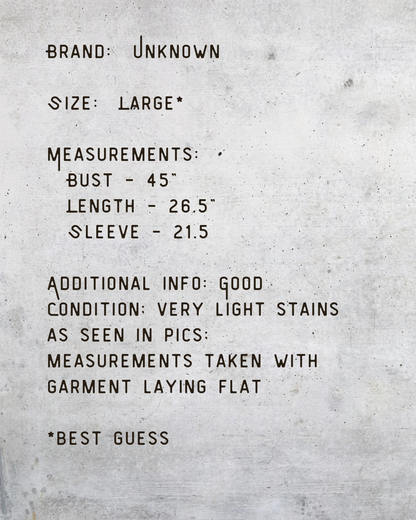 BRAND: UNKNOWN
SIZE: LARGE*
MEASUREMENTS:
BUST - 45"
LENGTH - 26.5"
SLEEVE - 21.5
ADDITIONAL INFO: GOOD
CONDITION: VERY LIGHT STAINS
AS SEEN IN PICS:
MEASUREMENTS TAKEN WITH
GARMENT LAYING FLAT
*BEST GUESS